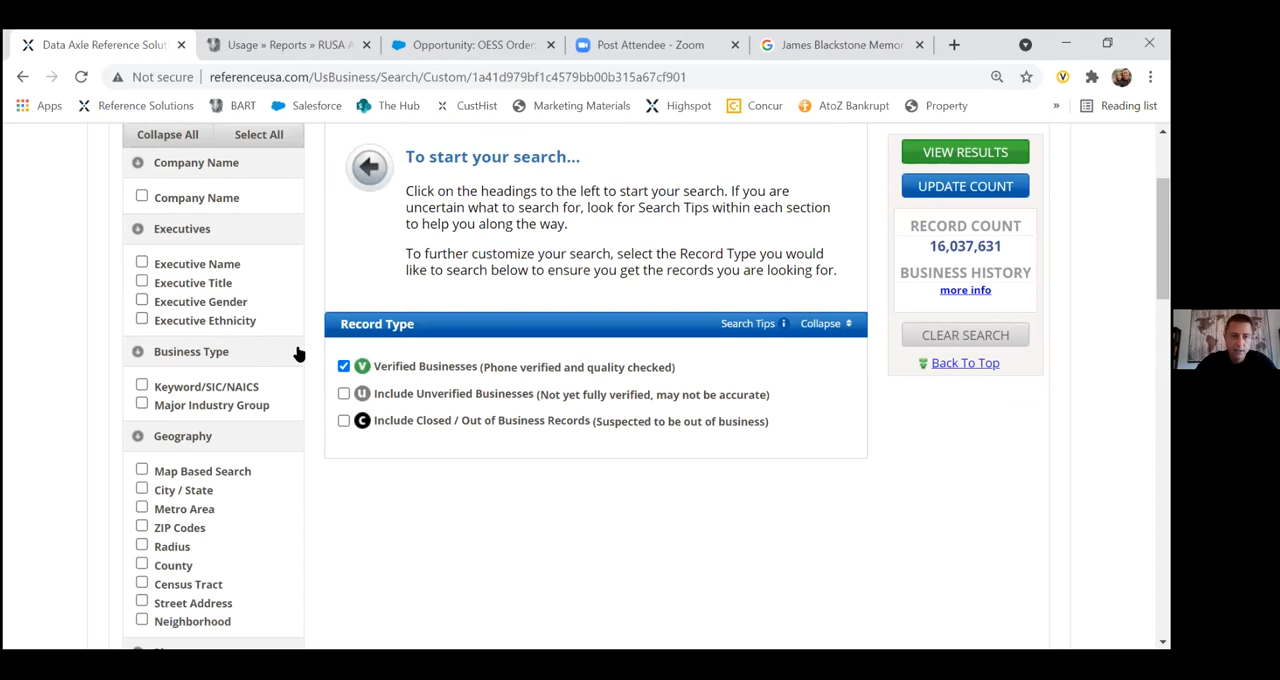 Data Axle Reference Solut
Usage » Reports » RUSA A
Opportunity: OESS Order:
Post Attendee - Zoom
James Blackstone Memor
Not secure
referenceusa.com/UsBusiness/Search/Custom/1a41d979bf1c4579bb00b315a67cf901
Apps
Reference Solutions
BART
Salesforce
The Hub
CustHist
Marketing Materials
Highspot
Concur
AtoZ Bankrupt
Property
»
Reading list
Collapse All
Select All
Company Name
Company Name
Executives
Executive Name
Executive Title
Executive Gender
Executive Ethnicity
Business Type
Keyword/SIC/NAICS
Major Industry Group
Geography
Map Based Search
City / State
Metro Area
ZIP Codes
Radius
County
Census Tract
Street Address
Neighborhood
To start your search...
Click on the headings to the left to start your search. If you are
uncertain what to search for, look for Search Tips within each section
to help you along the way.
To further customize your search, select the Record Type you would
like to search below to ensure you get the records you are looking for.
Record Type
Search Tips i
Collapse
V Verified Businesses (Phone verified and quality checked)
U Include Unverified Businesses (Not yet fully verified, may not be accurate)
C Include Closed / Out of Business Records (Suspected to be out of business)
VIEW RESULTS
UPDATE COUNT
RECORD COUNT
16,037,631
BUSINESS HISTORY
more info
CLEAR SEARCH
Back To Top